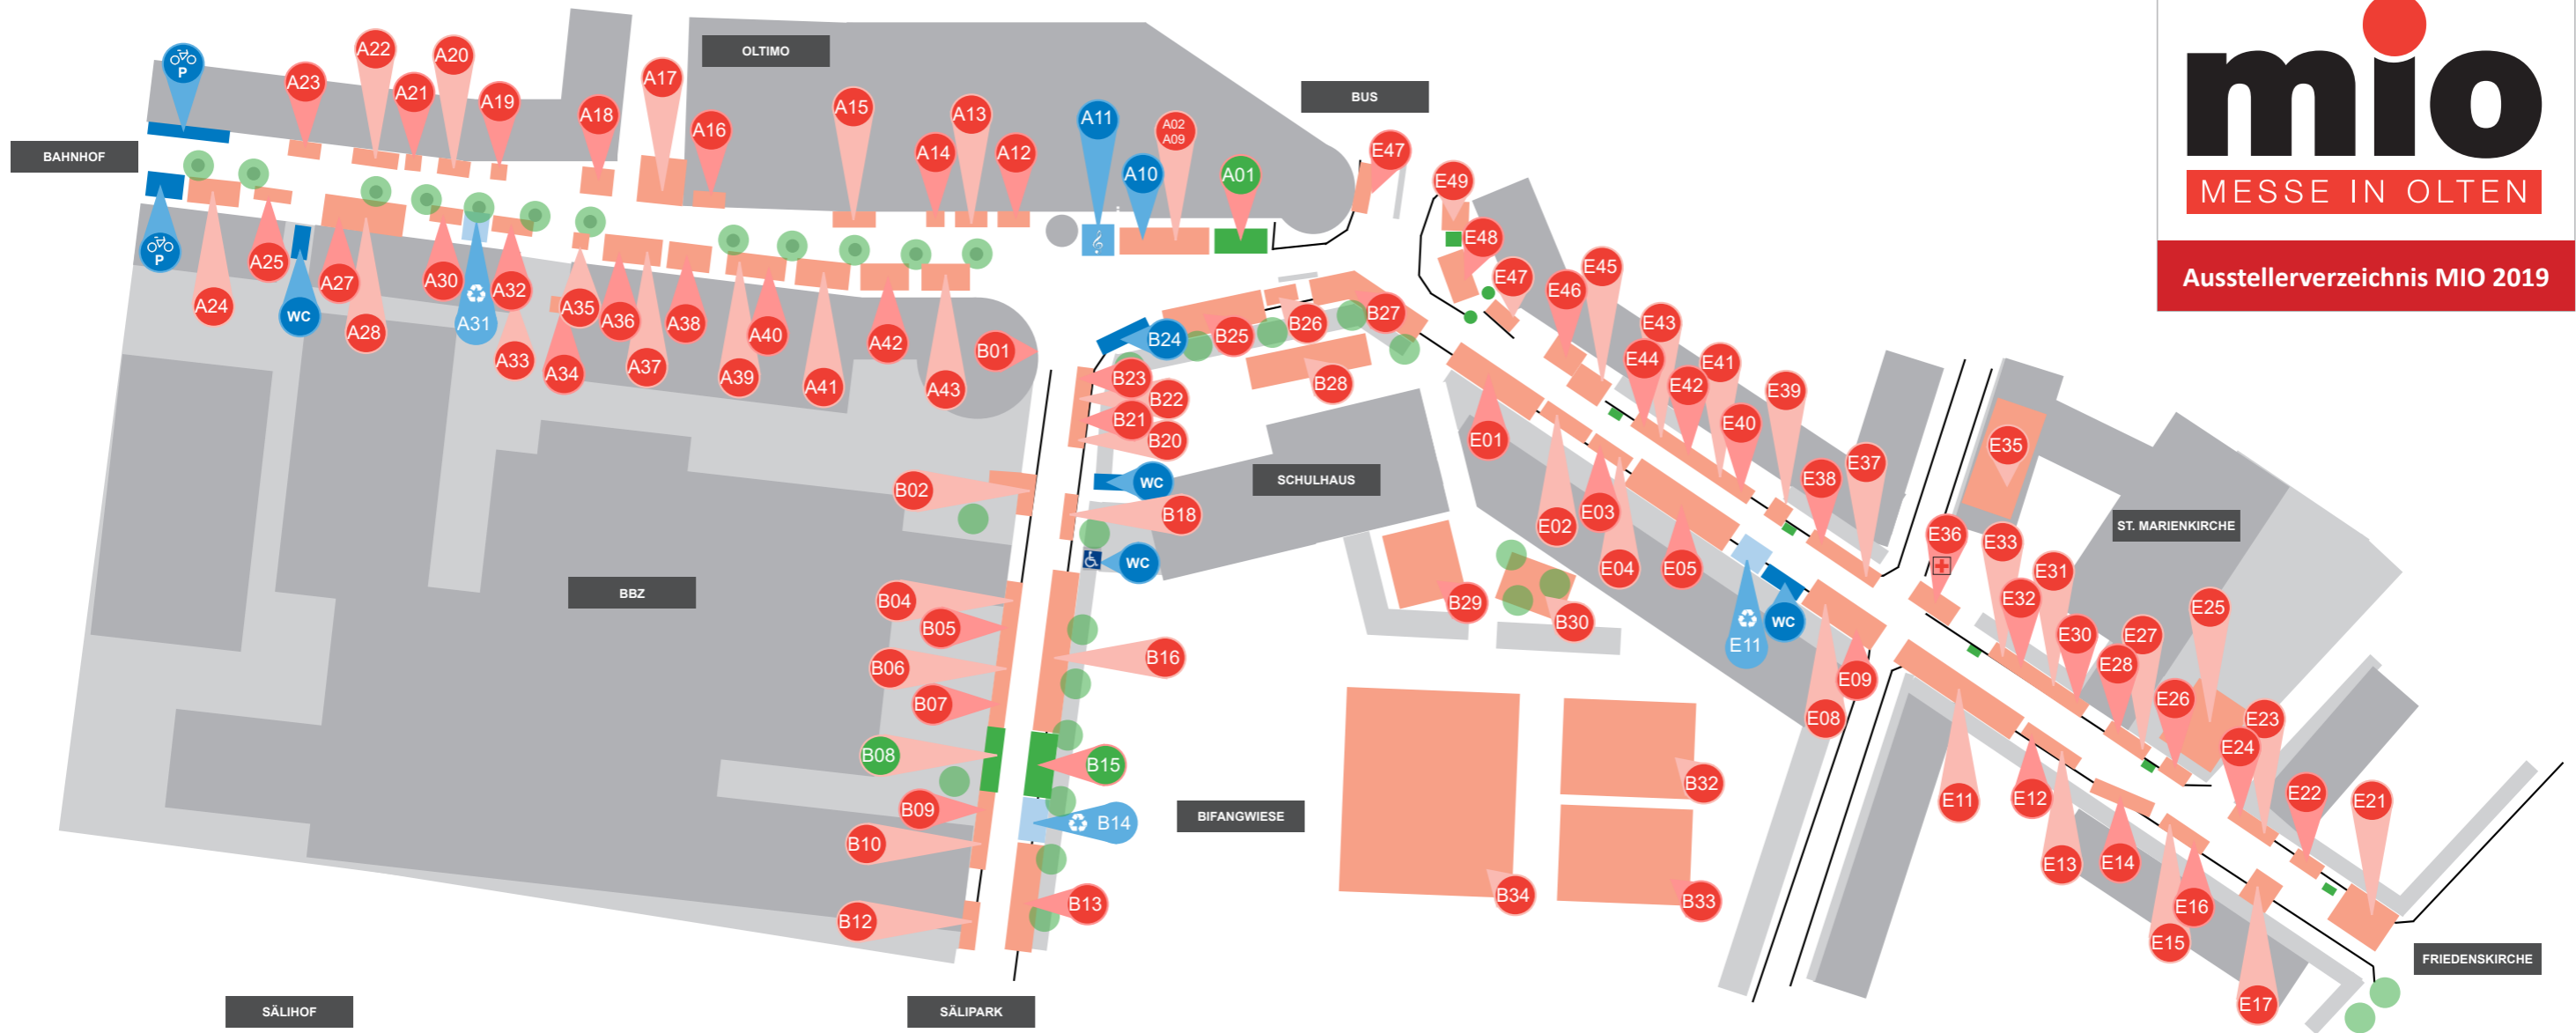 mio
MESSE IN OLTEN
Ausstellerverzeichnis MIO 2019
OLTIMO
BUS
BAHNHOF
SCHULHAUS
ST. MARIENKIRCHE
BBZ
BIFANGWIESE
FRIEDENSKIRCHE
SÄLIHOF
SÄLIPARK
P
A23
A22
A21
A20
A19
A18
A17
A16
A15
A14
A13
A12
A11
A10
A02
A09
A01
P
A24
A25
WC
A27
A28
A30
A31
A32
A33
A34
A35
A36
A37
A38
A39
A40
A41
A42
A43
B01
B02
B04
B05
B06
B07
B08
B09
B10
B12
B13
B14
B15
B16
WC
B18
WC
B20
B21
B22
B23
B24
B25
B26
B27
B28
B29
B30
B32
B33
B34
E47
E49
E48
E47
E46
E45
E43
E44
E41
E42
E40
E39
E38
E37
E35
E36
E33
E32
E31
E30
E28
E27
E26
E25
E24
E23
E22
E21
E01
E02
E03
E04
E05
E11
WC
E08
E09
E11
E12
E13
E14
E15
E16
E17